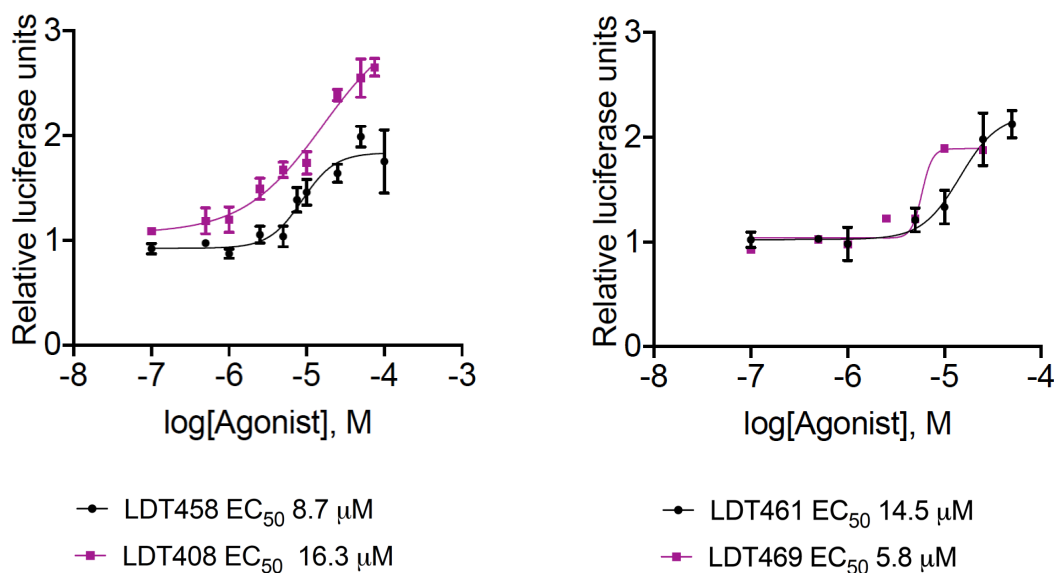 Relative luciferase units
3
2
1
0
-8 -7 -6 -5 -4 -3
log[Agonist], M
LDT458 EC50 8.7 μM
LDT408 EC50 16.3 μM
Relative luciferase units
3
2
1
0
-8 -7 -6 -5 -4
log[Agonist], M
LDT461 EC50 14.5 μM
LDT469 EC50 5.8 μM